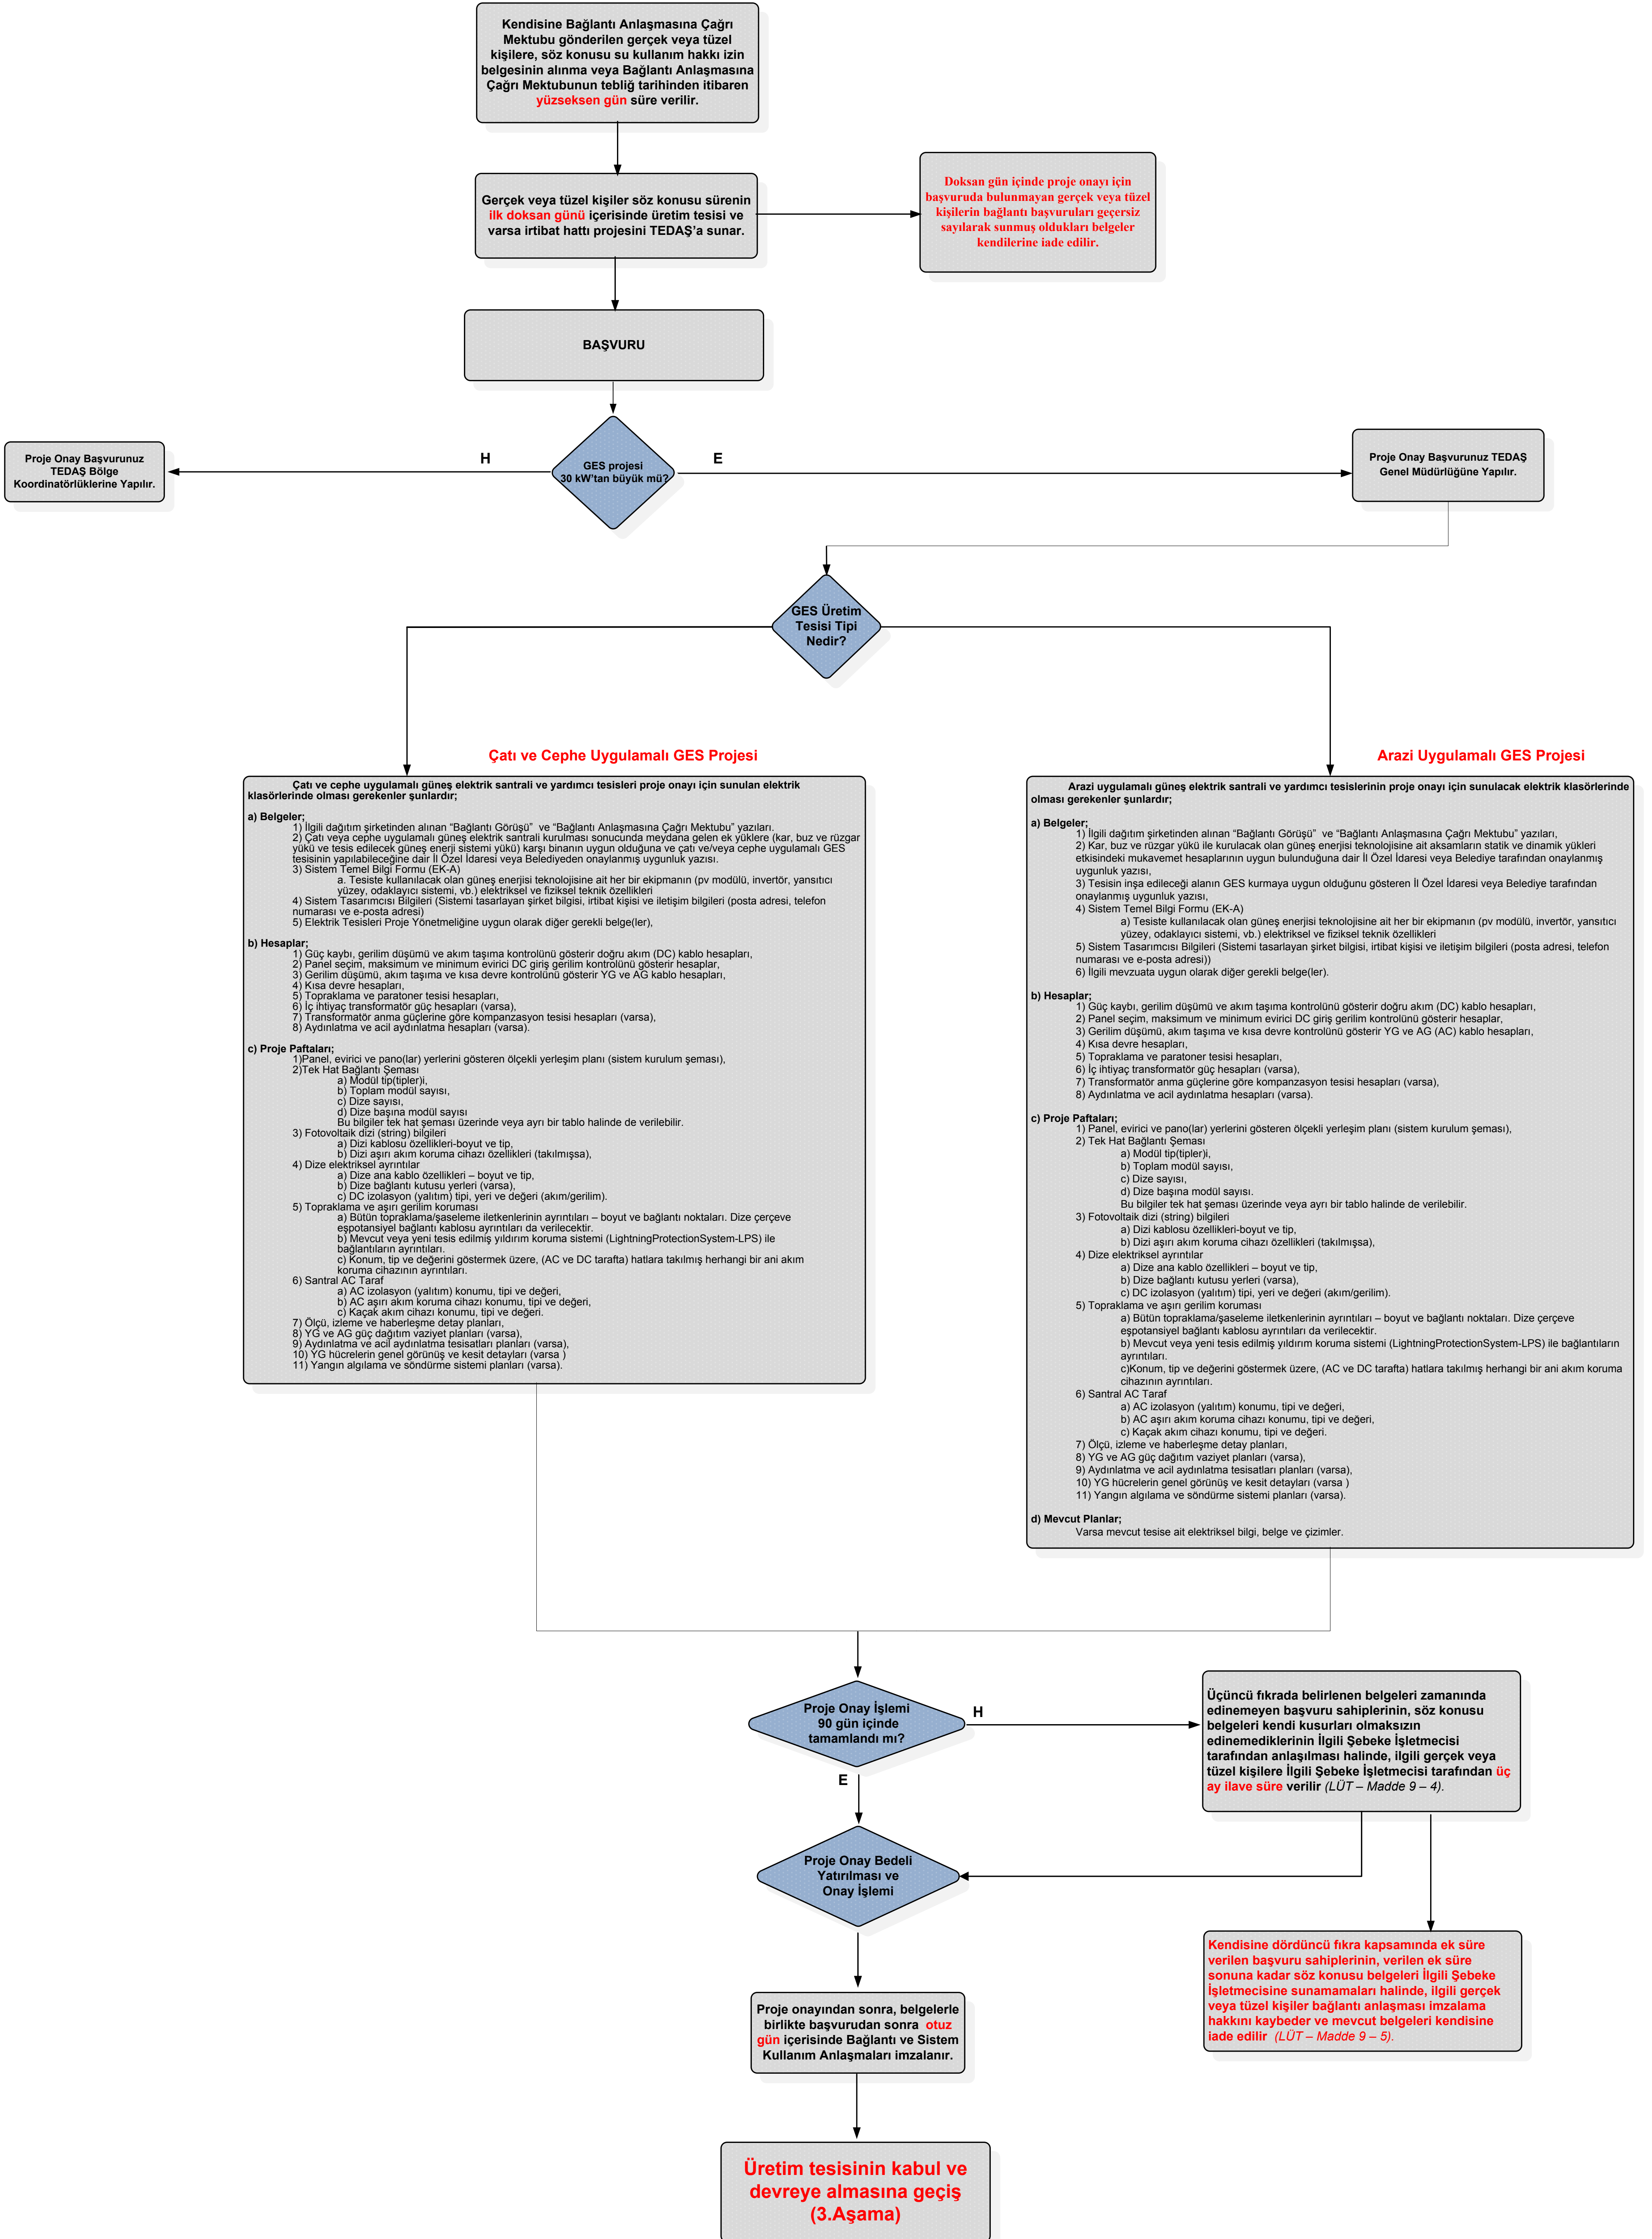 Kendisine Bağlantı Anlaşmasına Çağrı
Mektubu gönderilen gerçek veya tüzel
kişilere, söz konusu su kullanım hakkı izin
belgesinin alınma veya Bağlantı Anlaşmasına
Çağrı Mektubunun tebliğ tarihinden itibaren
yüzseksen gün süre verilir.
Gerçek veya tüzel kişiler söz konusu sürenin
ilk doksan günü içerisinde üretim tesisi ve
varsa irtibat hattı projesini TEDAŞ’a sunar.
Doksan gün içinde proje onayı için
başvuruda bulunmayan gerçek veya tüzel
kişilerin bağlantı başvuruları geçersiz
sayılarak sunmuş oldukları belgeler
kendilerine iade edilir.
BAŞVURU
Proje Onay Başvurunuz
TEDAŞ Bölge
Koordinatörlüklerine Yapılır.
H
GES projesi
30 kW’tan büyük mü?
E
Proje Onay Başvurunuz TEDAŞ
Genel Müdürlüğüne Yapılır.
GES Üretim
Tesisi Tipi
Nedir?
Çatı ve Cephe Uygulamalı GES Projesi
Çatı ve cephe uygulamalı güneş elektrik santrali ve yardımcı tesisleri proje onayı için sunulan elektrik
klasörlerinde olması gerekenler şunlardır;
a) Belgeler;
1) İlgili dağıtım şirketinden alınan “Bağlantı Görüşü” ve “Bağlantı Anlaşmasına Çağrı Mektubu” yazıları.
2) Çatı veya cephe uygulamalı güneş elektrik santrali kurulması sonucunda meydana gelen ek yüklere (kar, buz ve rüzgar
yükü ve tesis edilecek güneş enerji sistemi yükü) karşı binanın uygun olduğuna ve çatı ve/veya cephe uygulamalı GES
tesisinin yapılabileceğine dair İl Özel İdaresi veya Belediyeden onaylanmış uygunluk yazısı.
3) Sistem Temel Bilgi Formu (EK-A)
a. Tesiste kullanılacak olan güneş enerjisi teknolojisine ait her bir ekipmanın (pv modülü, invertör, yansıtıcı
yüzey, odaklayıcı sistemi, vb.) elektriksel ve fiziksel teknik özellikleri
4) Sistem Tasarımcısı Bilgileri (Sistemi tasarlayan şirket bilgisi, irtibat kişisi ve iletişim bilgileri (posta adresi, telefon
numarası ve e-posta adresi)
5) Elektrik Tesisleri Proje Yönetmeliğine uygun olarak diğer gerekli belge(ler),
b) Hesaplar;
1) Güç kaybı, gerilim düşümü ve akım taşıma kontrolünü gösterir doğru akım (DC) kablo hesapları,
2) Panel seçim, maksimum ve minimum evirici DC giriş gerilim kontrolünü gösterir hesaplar,
3) Gerilim düşümü, akım taşıma ve kısa devre kontrolünü gösterir YG ve AG kablo hesapları,
4) Kısa devre hesapları,
5) Topraklama ve paratoner tesisi hesapları,
6) İç ihtiyaç transformatör güç hesapları (varsa),
7) Transformatör anma güçlerine göre kompanzasyon tesisi hesapları (varsa),
8) Aydınlatma ve acil aydınlatma hesapları (varsa).
c) Proje Paftaları;
1)Panel, evirici ve pano(lar) yerlerini gösteren ölçekli yerleşim planı (sistem kurulum şeması),
2)Tek Hat Bağlantı Şeması
a) Modül tip(tipler)i,
b) Toplam modül sayısı,
c) Dize sayısı,
d) Dize başına modül sayısı
Bu bilgiler tek hat şeması üzerinde veya ayrı bir tablo halinde de verilebilir.
3) Fotovoltaik dizi (string) bilgileri
a) Dizi kablosu özellikleri-boyut ve tip,
b) Dizi aşırı akım koruma cihazı özellikleri (takılmışsa),
4) Dize elektriksel ayrıntılar
a) Dize ana kablo özellikleri – boyut ve tip,
b) Dize bağlantı kutusu yerleri (varsa),
c) DC izolasyon (yalıtım) tipi, yeri ve değeri (akım/gerilim).
5) Topraklama ve aşırı gerilim koruması
a) Bütün topraklama/şaseleme iletkenlerinin ayrıntıları – boyut ve bağlantı noktaları. Dize çerçeve
eşpotansiyel bağlantı kablosu ayrıntıları da verilecektir.
b) Mevcut veya yeni tesis edilmiş yıldırım koruma sistemi (LightningProtectionSystem-LPS) ile
bağlantıların ayrıntıları.
c) Konum, tip ve değerini göstermek üzere, (AC ve DC tarafta) hatlara takılmış herhangi bir ani akım
koruma cihazının ayrıntıları.
6) Santral AC Taraf
a) AC izolasyon (yalıtım) konumu, tipi ve değeri,
b) AC aşırı akım koruma cihazı konumu, tipi ve değeri,
c) Kaçak akım cihazı konumu, tipi ve değeri.
7) Ölçü, izleme ve haberleşme detay planları,
8) YG ve AG güç dağıtım vaziyet planları (varsa),
9) Aydınlatma ve acil aydınlatma tesisatları planları (varsa),
10) YG hücrelerin genel görünüş ve kesit detayları (varsa )
11) Yangın algılama ve söndürme sistemi planları (varsa).
Arazi Uygulamalı GES Projesi
Arazi uygulamalı güneş elektrik santrali ve yardımcı tesislerinin proje onayı için sunulacak elektrik klasörlerinde
olması gerekenler şunlardır;
a) Belgeler;
1) İlgili dağıtım şirketinden alınan “Bağlantı Görüşü” ve “Bağlantı Anlaşmasına Çağrı Mektubu” yazıları,
2) Kar, buz ve rüzgar yükü ile kurulacak olan güneş enerjisi teknolojisine ait aksamların statik ve dinamik yükleri
etkisindeki mukavemet hesaplarının uygun bulunduğuna dair İl Özel İdaresi veya Belediye tarafından onaylanmış
uygunluk yazısı,
3) Tesisin inşa edileceği alanın GES kurmaya uygun olduğunu gösteren İl Özel İdaresi veya Belediye tarafından
onaylanmış uygunluk yazısı,
4) Sistem Temel Bilgi Formu (EK-A)
a) Tesiste kullanılacak olan güneş enerjisi teknolojisine ait her bir ekipmanın (pv modülü, invertör, yansıtıcı
yüzey, odaklayıcı sistemi, vb.) elektriksel ve fiziksel teknik özellikleri
5) Sistem Tasarımcısı Bilgileri (Sistemi tasarlayan şirket bilgisi, irtibat kişisi ve iletişim bilgileri (posta adresi, telefon
numarası ve e-posta adresi))
6) İlgili mevzuata uygun olarak diğer gerekli belge(ler).
b) Hesaplar;
1) Güç kaybı, gerilim düşümü ve akım taşıma kontrolünü gösterir doğru akım (DC) kablo hesapları,
2) Panel seçim, maksimum ve minimum evirici DC giriş gerilim kontrolünü gösterir hesaplar,
3) Gerilim düşümü, akım taşıma ve kısa devre kontrolünü gösterir YG ve AG (AC) kablo hesapları,
4) Kısa devre hesapları,
5) Topraklama ve paratoner tesisi hesapları,
6) İç ihtiyaç transformatör güç hesapları (varsa),
7) Transformatör anma güçlerine göre kompanzasyon tesisi hesapları (varsa),
8) Aydınlatma ve acil aydınlatma hesapları (varsa).
c) Proje Paftaları;
1) Panel, evirici ve pano(lar) yerlerini gösteren ölçekli yerleşim planı (sistem kurulum şeması),
2) Tek Hat Bağlantı Şeması
a) Modül tip(tipler)i,
b) Toplam modül sayısı,
c) Dize sayısı,
d) Dize başına modül sayısı.
Bu bilgiler tek hat şeması üzerinde veya ayrı bir tablo halinde de verilebilir.
3) Fotovoltaik dizi (string) bilgileri
a) Dizi kablosu özellikleri-boyut ve tip,
b) Dizi aşırı akım koruma cihazı özellikleri (takılmışsa),
4) Dize elektriksel ayrıntılar
a) Dize ana kablo özellikleri – boyut ve tip,
b) Dize bağlantı kutusu yerleri (varsa),
c) DC izolasyon (yalıtım) tipi, yeri ve değeri (akım/gerilim).
5) Topraklama ve aşırı gerilim koruması
a) Bütün topraklama/şaseleme iletkenlerinin ayrıntıları – boyut ve bağlantı noktaları. Dize çerçeve
eşpotansiyel bağlantı kablosu ayrıntıları da verilecektir.
b) Mevcut veya yeni tesis edilmiş yıldırım koruma sistemi (LightningProtectionSystem-LPS) ile bağlantıların
ayrıntıları.
c)Konum, tip ve değerini göstermek üzere, (AC ve DC tarafta) hatlara takılmış herhangi bir ani akım koruma
cihazının ayrıntıları.
6) Santral AC Taraf
a) AC izolasyon (yalıtım) konumu, tipi ve değeri,
b) AC aşırı akım koruma cihazı konumu, tipi ve değeri,
c) Kaçak akım cihazı konumu, tipi ve değeri.
7) Ölçü, izleme ve haberleşme detay planları,
8) YG ve AG güç dağıtım vaziyet planları (varsa),
9) Aydınlatma ve acil aydınlatma tesisatları planları (varsa),
10) YG hücrelerin genel görünüş ve kesit detayları (varsa )
11) Yangın algılama ve söndürme sistemi planları (varsa).
d) Mevcut Planlar;
Varsa mevcut tesise ait elektriksel bilgi, belge ve çizimler.
Proje Onay İşlemi
90 gün içinde
tamamlandı mı?
H
E
Üçüncü fıkrada belirlenen belgeleri zamanında
edinemeyen başvuru sahiplerinin, söz konusu
belgeleri kendi kusurları olmaksızın
edinemediklerinin İlgili Şebeke İşletmecisi
tarafından anlaşılması halinde, ilgili gerçek veya
tüzel kişilere İlgili Şebeke İşletmecisi tarafından üç
ay ilave süre verilir (LÜT – Madde 9 – 4).
Proje Onay Bedeli
Yatırılması ve
Onay İşlemi
Kendisine dördüncü fıkra kapsamında ek süre
verilen başvuru sahiplerinin, verilen ek süre
sonuna kadar söz konusu belgeleri İlgili Şebeke
İşletmecisine sunamamaları halinde, ilgili gerçek
veya tüzel kişiler bağlantı anlaşması imzalama
hakkını kaybeder ve mevcut belgeleri kendisine
iade edilir (LÜT – Madde 9 – 5).
Proje onayından sonra, belgelerle
birlikte başvurudan sonra otuz
gün içerisinde Bağlantı ve Sistem
Kullanım Anlaşmaları imzalanır.
Üretim tesisinin kabul ve
devreye almasına geçiş
(3.Aşama)